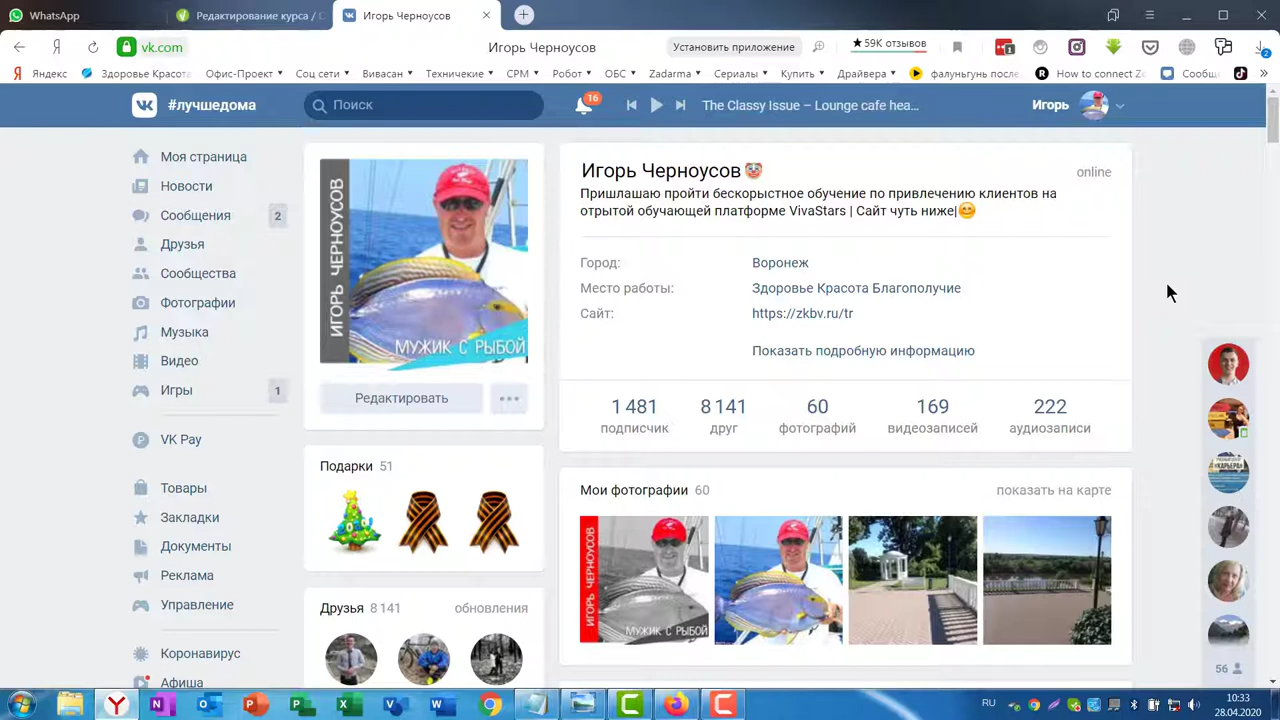 WhatsApp
Редактирование курса / С
Игорь Черноусов
vk.com
Игорь Черноусов
Установить приложение
★59K отзывов
Яндекс
Здоровье Красота
Офис-Проект
Соц сети
Вивасан
Технические
СРМ
Робот
ОБС
Zadarma
Сериалы
Купить
Драйвера
фалуньгунь после
How to connect Ze
Сообщ
#лучшедома
Поиск
16
The Classy Issue – Lounge cafe hea...
Игорь
Моя страница
Новости
Сообщения 2
Друзья
Сообщества
Фотографии
Музыка
Видео
Игры 1
VK Pay
Товары
Закладки
Документы
Реклама
Управление
Коронавирус
Афиша
ИГОРЬ ЧЕРНОУСОВ
МУЖИК С РЫБОЙ
Редактировать
Подарки 51
Друзья 8 141 обновления
Игорь Черноусов
online
Пришлашаю пройти бескорыстное обучение по привлечению клиентов на
отрытой обучающей платформе VivaStars | Сайт чуть ниже|
Город: Воронеж
Место работы: Здоровье Красота Благополучие
Сайт: https://zkbv.ru/tr
Показать подробную информацию
1 481 8 141 60 169 222
подписчик друг фотографий видеозаписей аудиозаписи
Мои фотографии 60 показать на карте
ИГОРЬ ЧЕРНОУСОВ
МУЖИК С РЫБОЙ
56
RU
10:33
28.04.2020